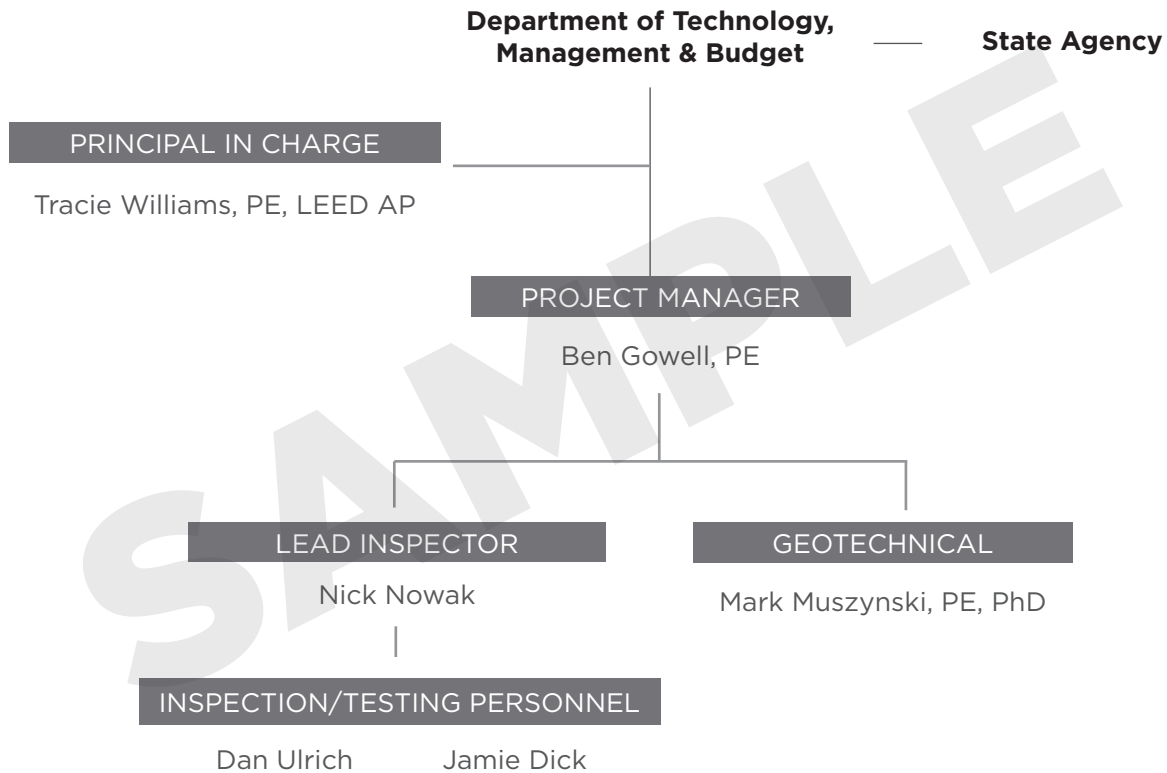 Department of Technology,
Management & Budget
State Agency
PRINCIPAL IN CHARGE
Tracie Williams, PE, LEED AP
PROJECT MANAGER
Ben Gowell, PE
LEAD INSPECTOR
Nick Nowak
GEOTECHNICAL
Mark Muszynski, PE, PhD
INSPECTION/TESTING PERSONNEL
Dan Ulrich
Jamie Dick
SAMPLE